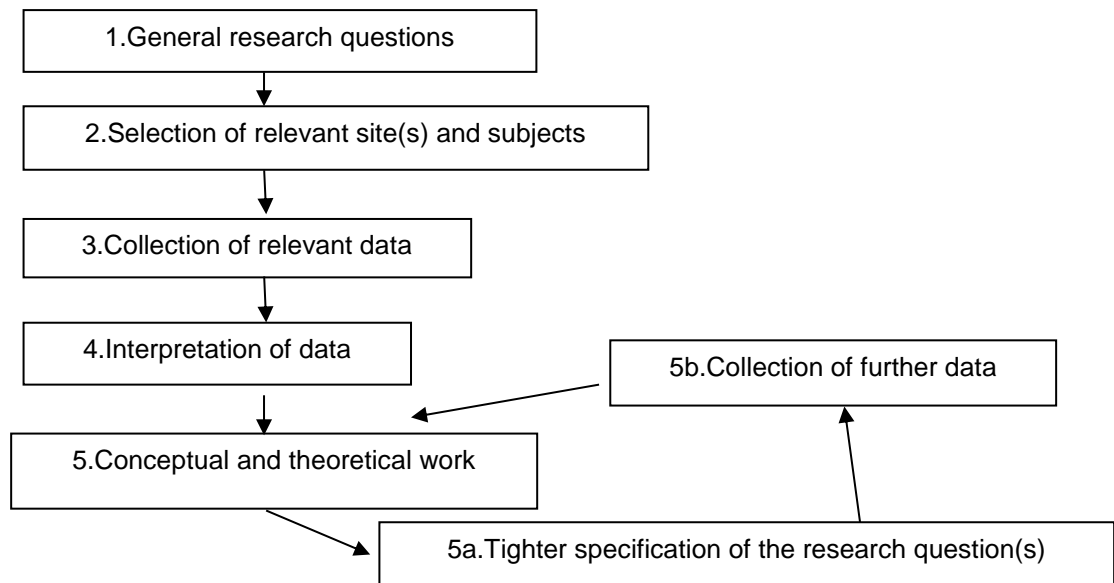 1.General research questions
2.Selection of relevant site(s) and subjects
3.Collection of relevant data
4.Interpretation of data
5b.Collection of further data
5.Conceptual and theoretical work
5a.Tighter specification of the research question(s)